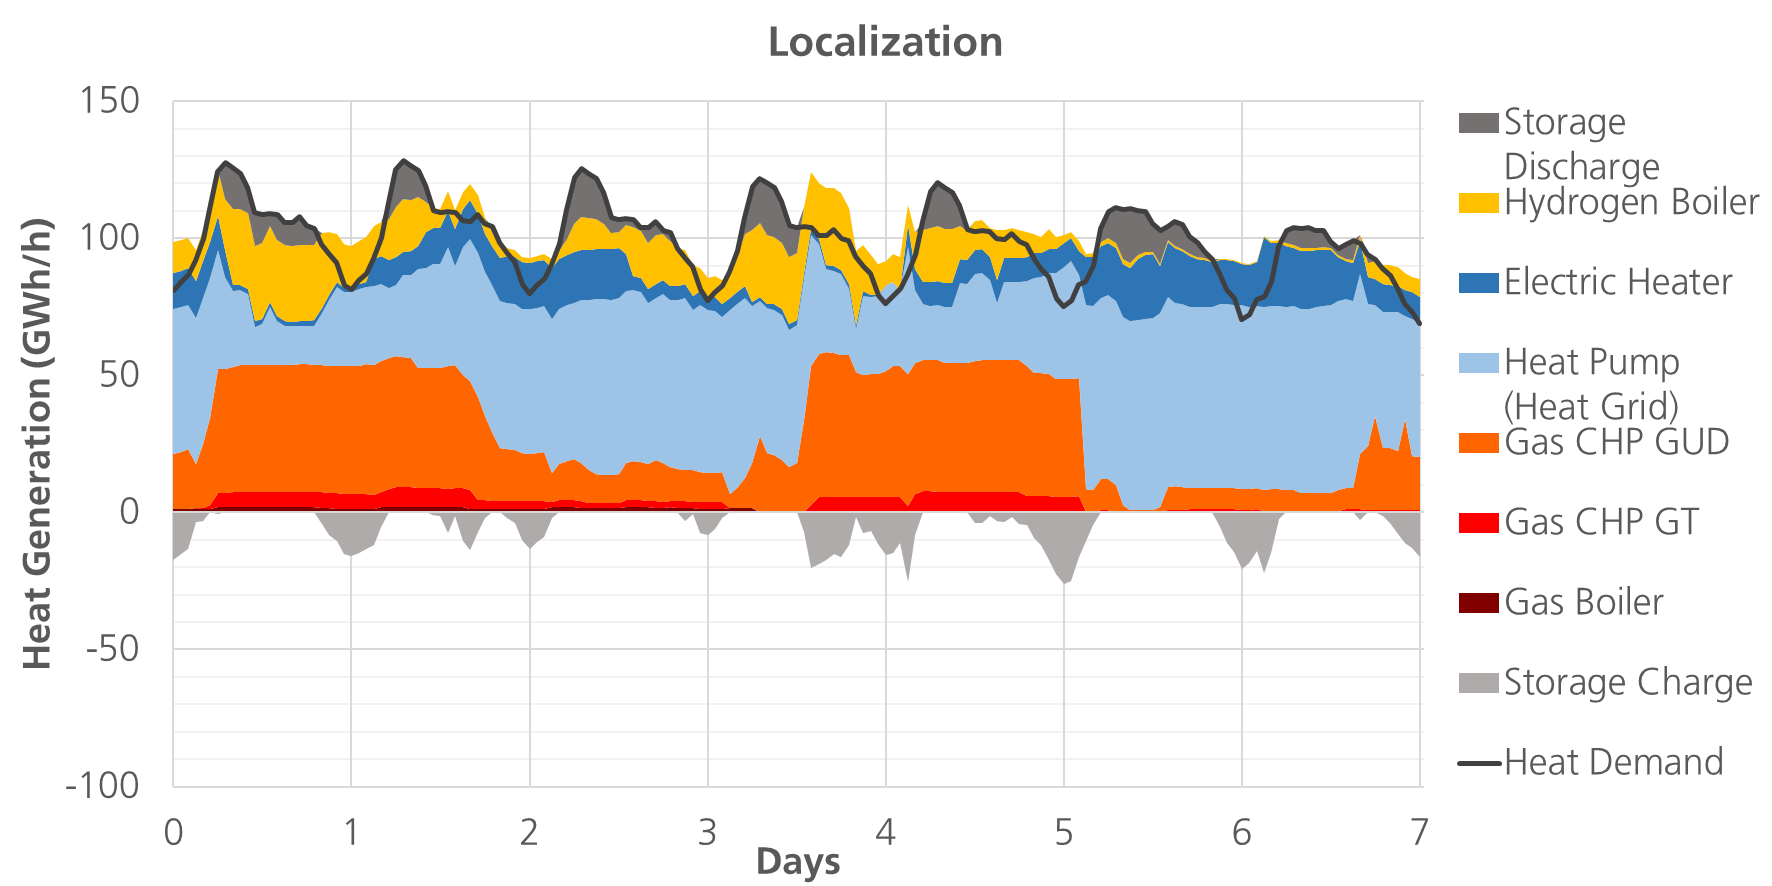 Localization
Heat Generation (GWh/h)
150
100
50
0
-50
-100
0 1 2 3 4 5 6 7
Days
Storage
Discharge
Hydrogen Boiler
Electric Heater
Heat Pump
(Heat Grid)
Gas CHP GUD
Gas CHP GT
Gas Boiler
Storage Charge
Heat Demand